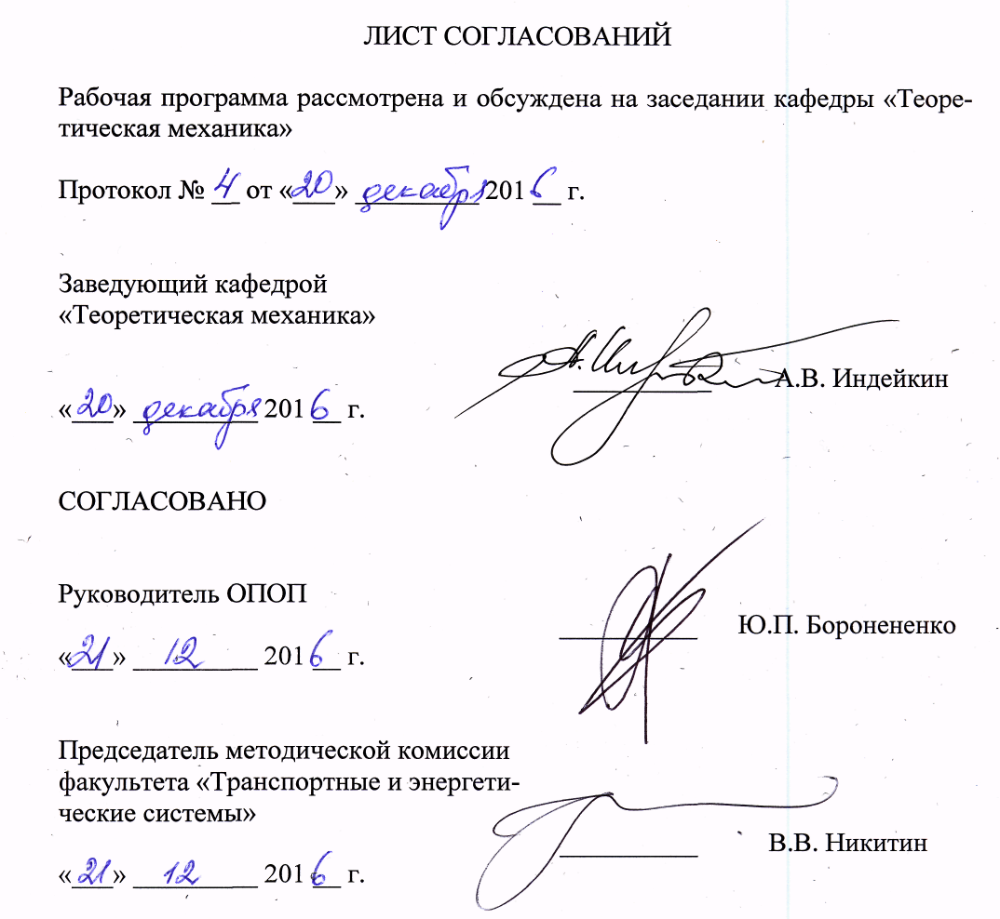 ЛИСТ СОГЛАСОВАНИЙ
Рабочая программа рассмотрена и обсуждена на заседании кафедры «Теоре-
тическая механика»
Протокол № 4 от «20» декабря 2016 г.
Заведующий кафедрой
«Теоретическая механика»
А.В. Индейкин
«20» декабря 2016 г.
СОГЛАСОВАНО
Руководитель ОПОП
Ю.П. Бороненко
«21» 12 2016 г.
Председатель методической комиссии
факультета «Транспортные и энергети-
ческие системы»
В.В. Никитин
«21» 12 2016 г.